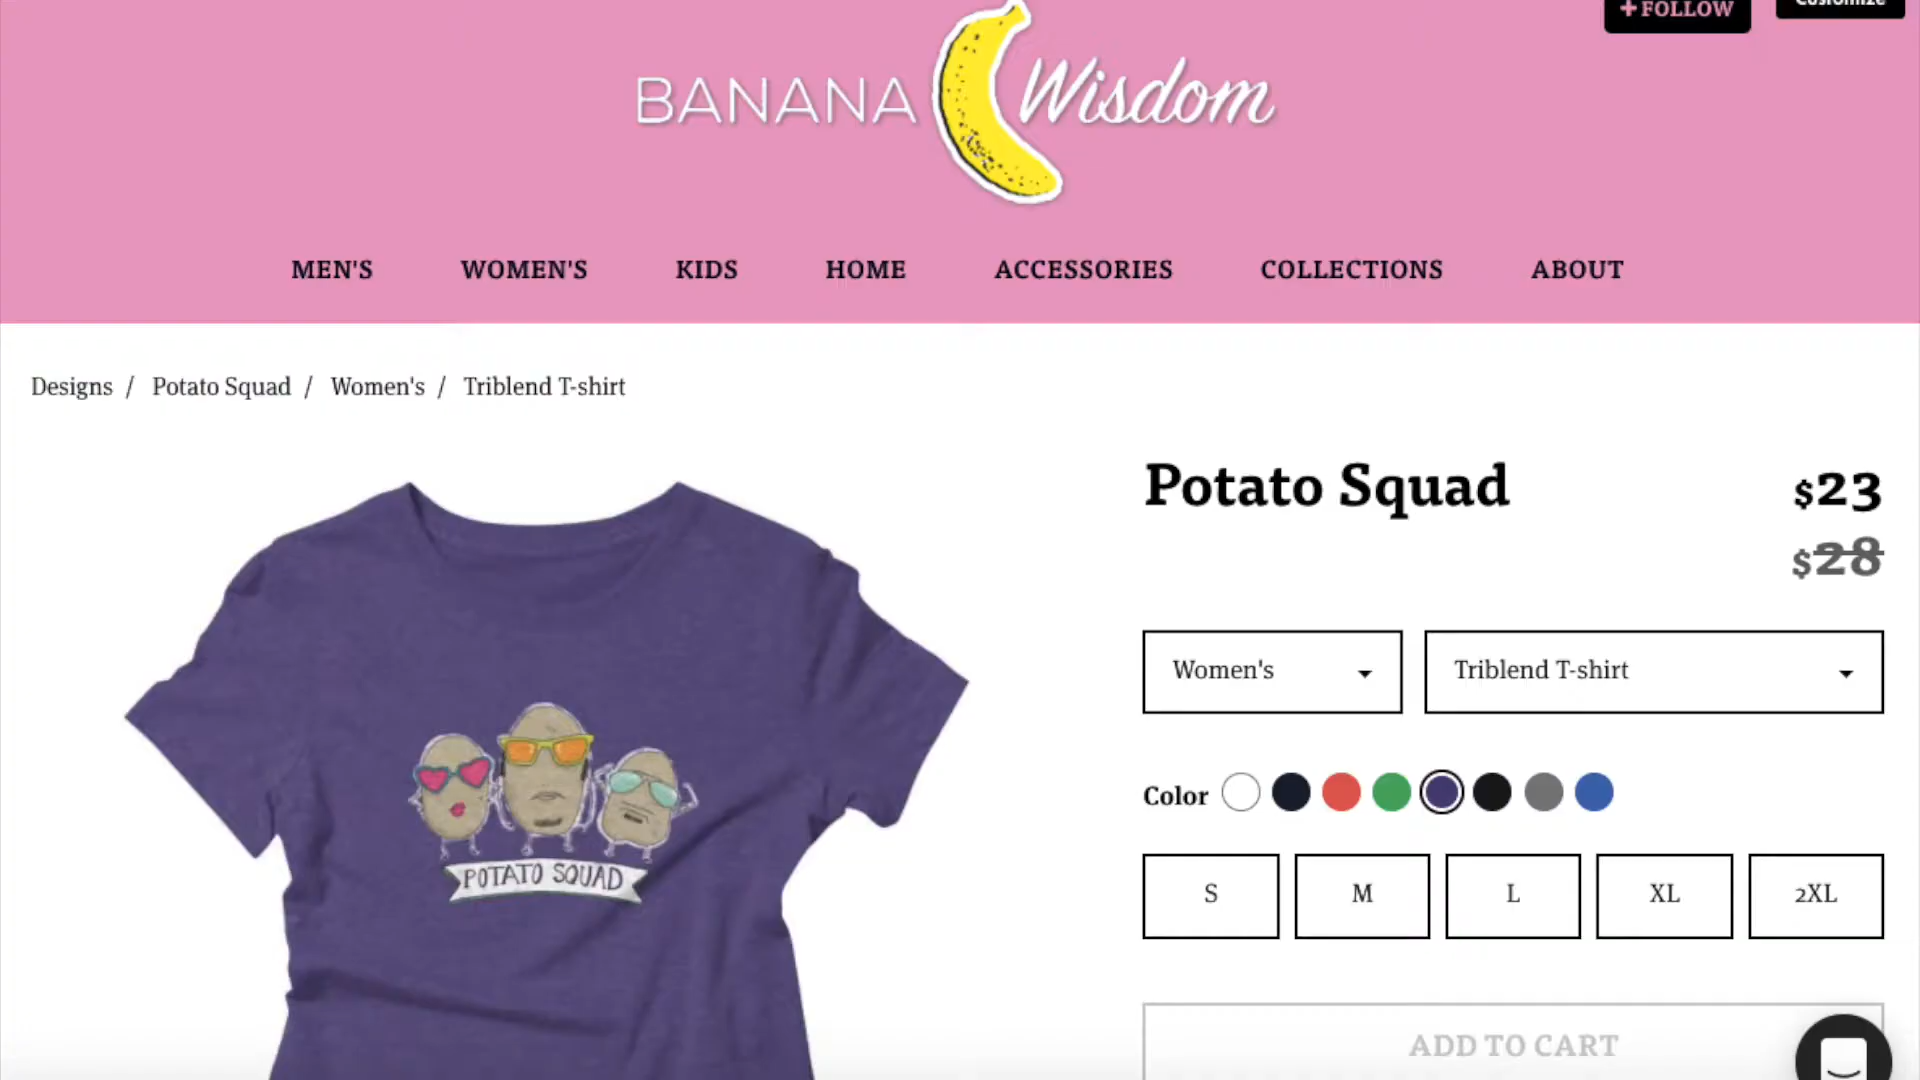 +FOLLOW
Customize
BANANA Wisdom
MEN'S WOMEN'S KIDS HOME ACCESSORIES COLLECTIONS ABOUT
Designs / Potato Squad / Women's / Triblend T-shirt
Potato Squad
$23
$28
Women's
Triblend T-shirt
Color
S
M
L
XL
2XL
ADD TO CART
POTATO SQUAD